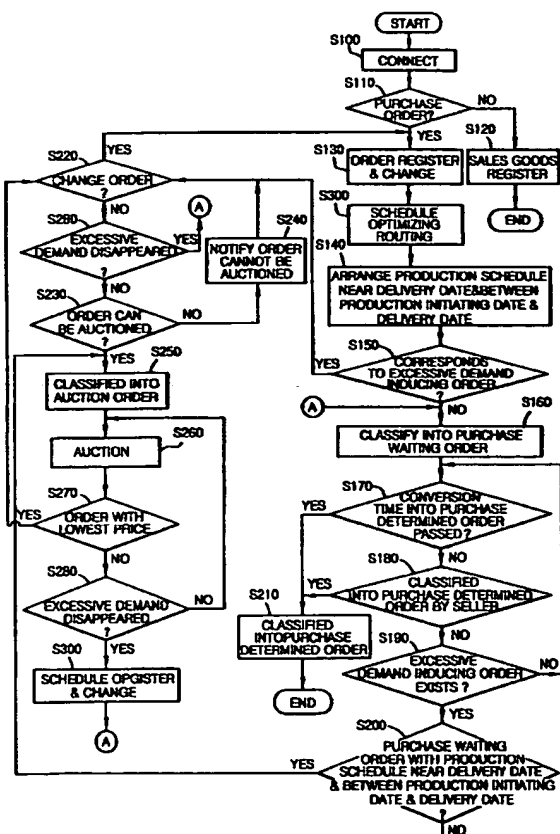 START
S100
CONNECT
S110
PURCHASE
ORDER?
NO
YES
S120
SALES GOODS
REGISTER
END
S130
ORDER REGISTER
& CHANGE
S300
SCHEDULE
OPTIMIZING
ROUTING
S140
ARRANGE PRODUCTION SCHEDULE
NEAR DELIVERY DATE&BETWEEN
PRODUCTION INITIATING DATE &
DELIVERY DATE
S150
CORRESPONDS
TO EXCESSIVE DEMAND
INDUCING ORDER
?
YES
NO
A
S160
CLASSIFY INTO PURCHASE
WAITING ORDER
S170
CONVERSION
TIME INTO PURCHASE
DETERMINED ORDER
PASSED ?
YES
NO
S180
CLASSIFIED
INTO PURCHASE DETERMINED
ORDER BY SELLER
YES
NO
S210
CLASSIFIED
INTOPURCHASE
DETERMINED ORDER
END
S190
EXCESSIVE
DEMAND INDUCING ORDER
EXISTS ?
NO
YES
S200
PURCHASE WAITING
ORDER WITH PRODUCTION
SCHEDULE NEAR DELIVERY DATE
& BETWEEN PRODUCTION INITIATING
DATE & DELIVERY DATE
?
YES
NO
YES
S220
CHANGE ORDER
?
NO
S280
EXCESSIVE
DEMAND DISAPPEARED
?
YES
A
NO
S240
NOTIFY ORDER
CANNOT BE
AUCTIONED
S230
ORDER CAN
BE AUCTIONED
?
NO
YES
S250
CLASSIFIED INTO
AUCTION ORDER
S260
AUCTION
S270
ORDER WITH
LOWEST PRICE
YES
NO
S280
EXCESSIVE DEMAND
DISAPPEARED
?
NO
YES
S300
SCHEDULE OPGISTER
& CHANGE
A